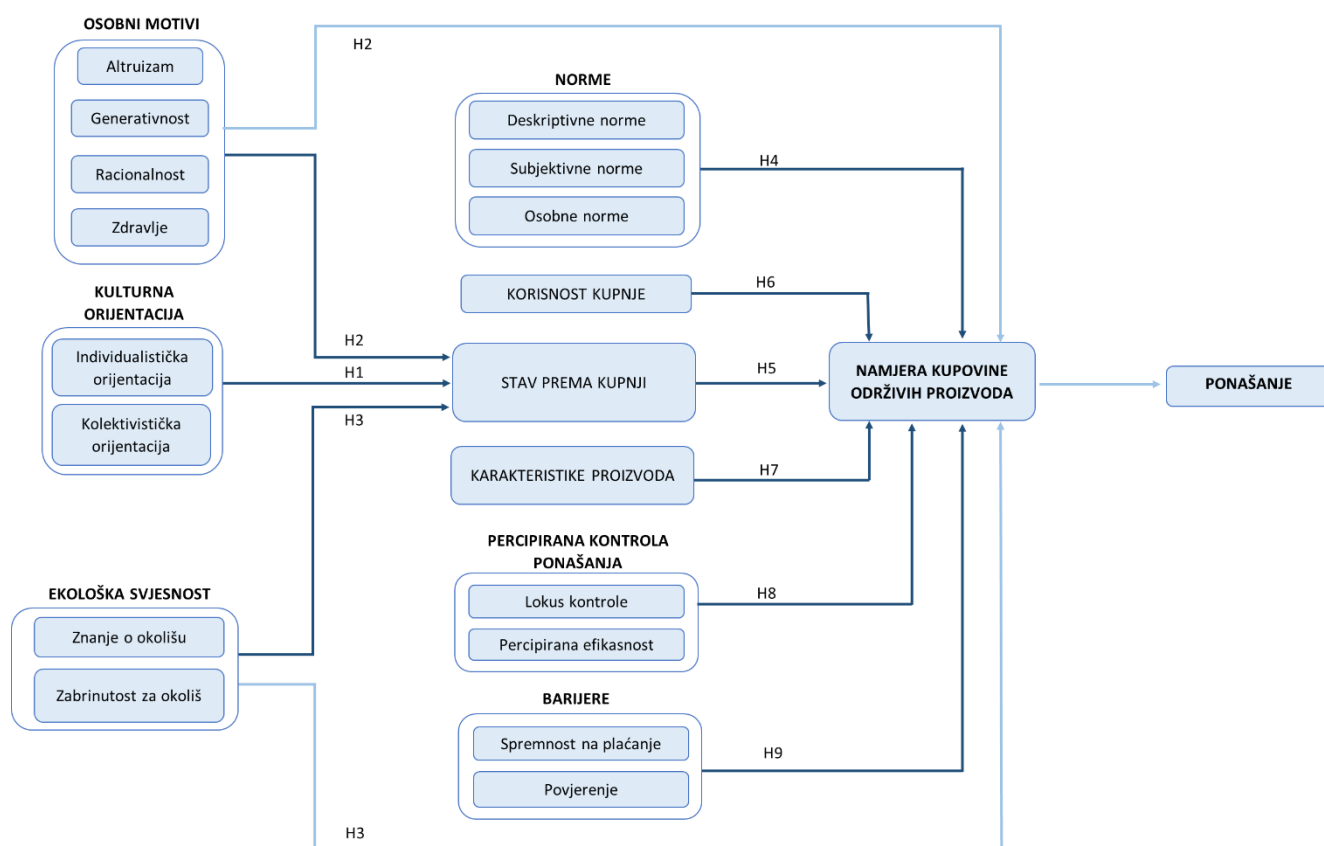 OSOBNI MOTIVI
Altruizam
Generativnost
Racionalnost
Zdravlje
KULTURNA
ORIJENTACIJA
Individualistička
orijentacija
Kolektivistička
orijentacija
EKOLOŠKA SVJESNOST
Znanje o okolišu
Zabrinutost za okoliš
H2
H2
H1
H3
H3
NORME
Deskriptivne norme
Subjektivne norme
Osobne norme
KORISNOST KUPNJE
STAV PREMA KUPNJI
KARAKTERISTIKE PROIZVODA
PERCIPIRANA KONTROLA
PONAŠANJA
Lokus kontrole
Percipirana efikasnost
BARIJERE
Spremnost na plaćanje
Povjerenje
H4
H6
H5
H7
H8
H9
NAMJERA KUPOVINE
ODRŽIVIH PROIZVODA
PONAŠANJE